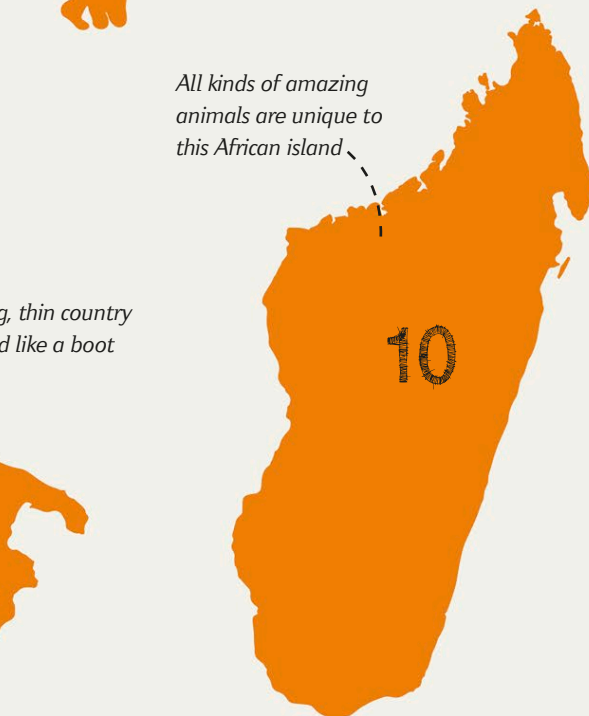 All kinds of amazing
animals are unique to
this African island
thin country
like a boot
10